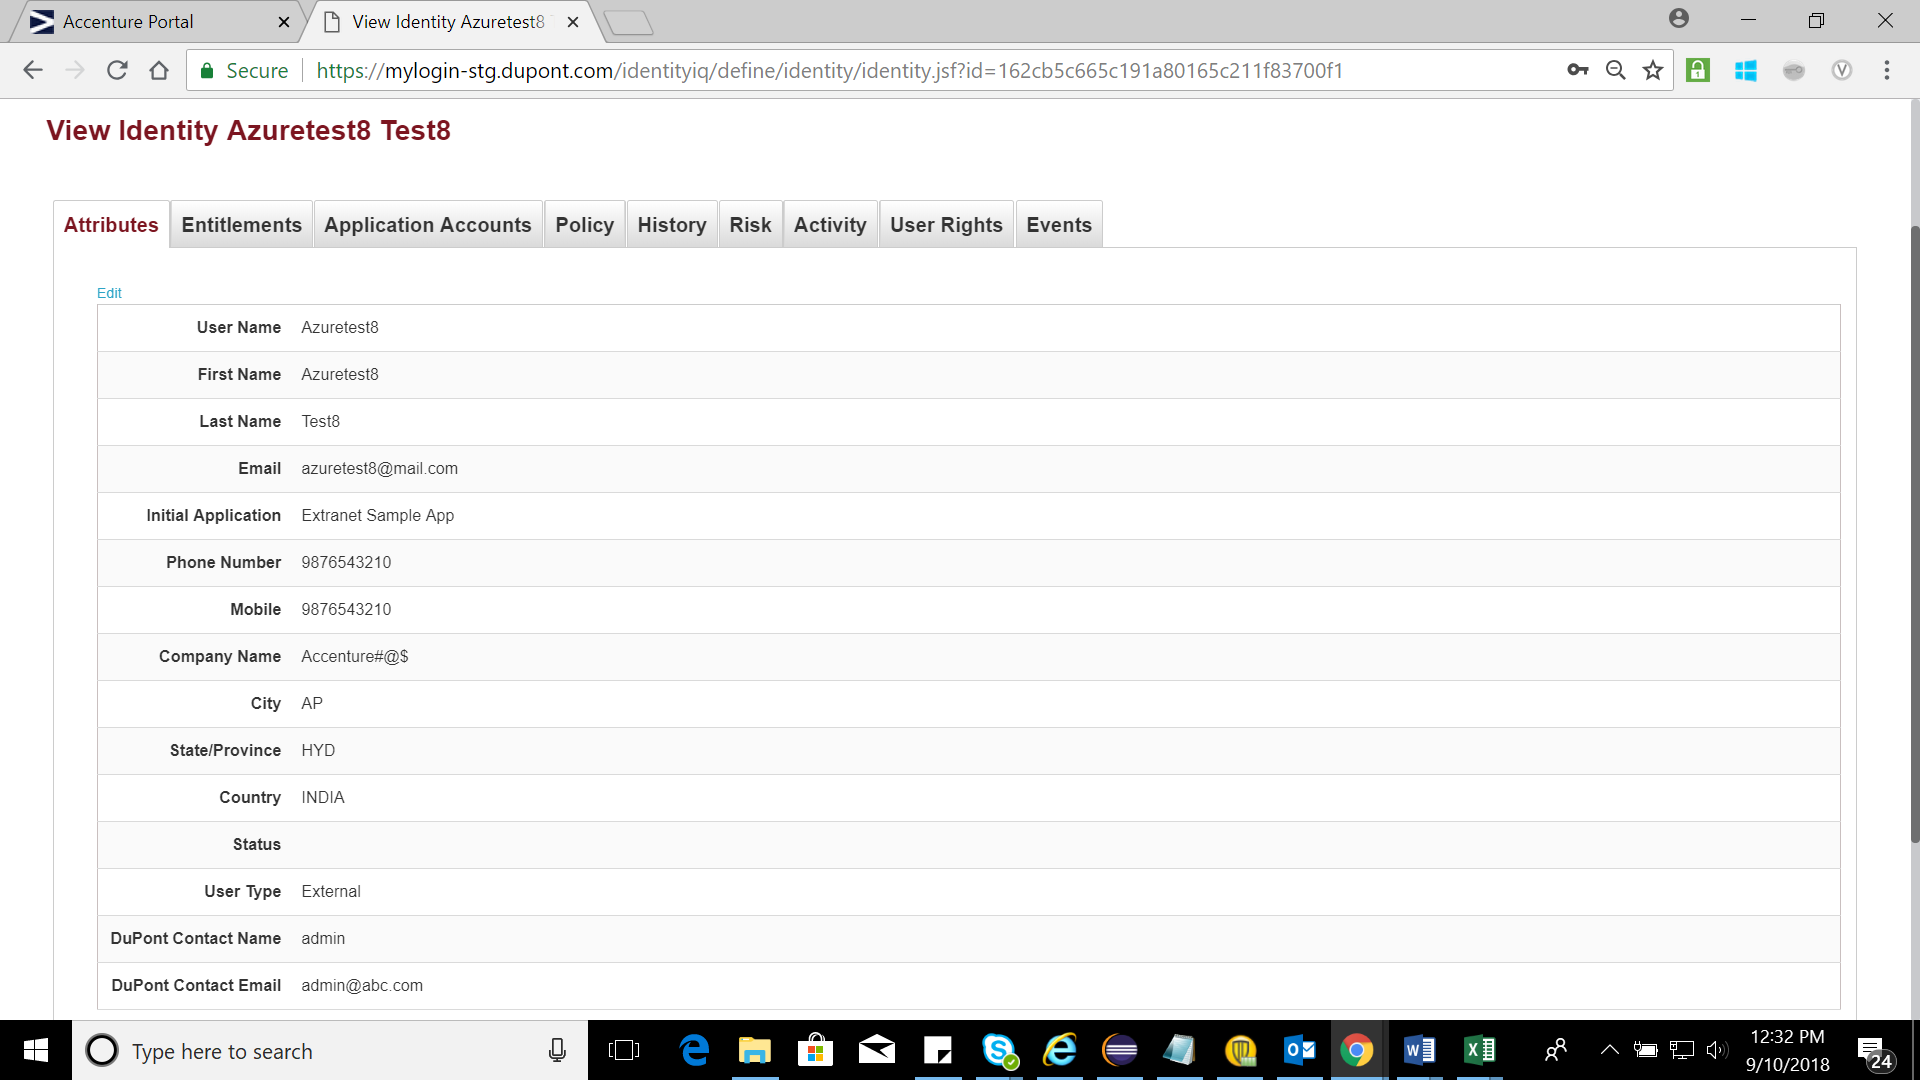 Accenture Portal
View Identity Azuretest8
Secure
https://mylogin-stg.dupont.com/identityiq/define/identity/identity.jsf?id=162cb5c665c191a80165c211f83700f1
View Identity Azuretest8 Test8
Attributes Entitlements Application Accounts Policy History Risk Activity User Rights Events
Edit
User Name Azuretest8
First Name Azuretest8
Last Name Test8
Email azuretest8@mail.com
Initial Application Extranet Sample App
Phone Number 9876543210
Mobile 9876543210
Company Name Accenture#@$
City AP
State/Province HYD
Country INDIA
Status
User Type External
DuPont Contact Name admin
DuPont Contact Email admin@abc.com
Type here to search
12:32 PM
9/10/2018
24